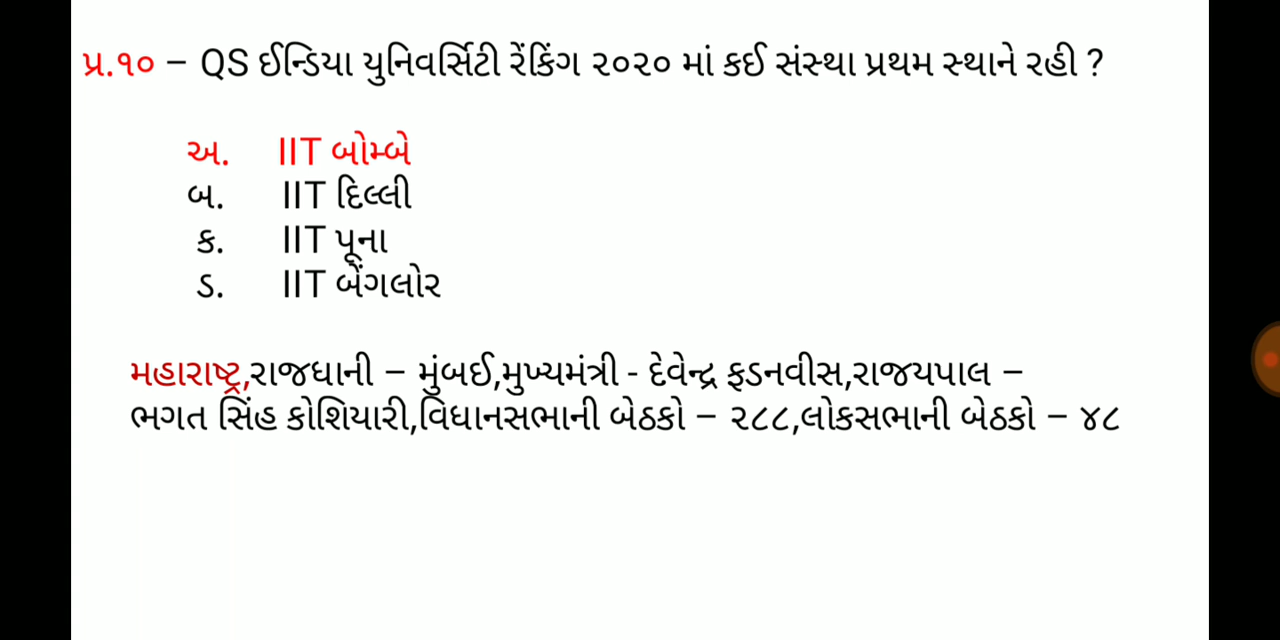 પ્ર.૧૦ – QS ઈન્ડિયા યુનિવર્સિટી રેંકિંગ ૨૦૨૦ માં કઈ સંસ્થા પ્રથમ સ્થાને રહી ?
અ. IIT બોમ્બે
બ. IIT દિલ્લી
ક. IIT પૂના
ડ. IIT બેંગલોર
મહારાષ્ટ્ર,રાજધાની – મુંબઈ,મુખ્યમંત્રી - દેવેન્દ્ર ફડનવીસ,રાજયપાલ –
ભગત સિંહ કોશિયારી,વિધાનસભાની બેઠકો – ૨૮૮,લોકસભાની બેઠકો – ૪૮